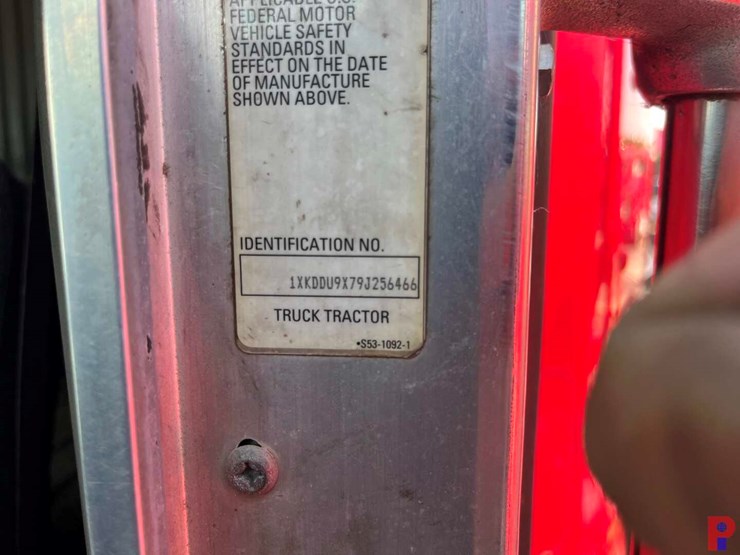 APPLICABLE U.S.
FEDERAL MOTOR
VEHICLE SAFETY
STANDARDS IN
EFFECT ON THE DATE
OF MANUFACTURE
SHOWN ABOVE.
IDENTIFICATION NO.
1XKDDU9X79J256466
TRUCK TRACTOR
•S53-1092-1